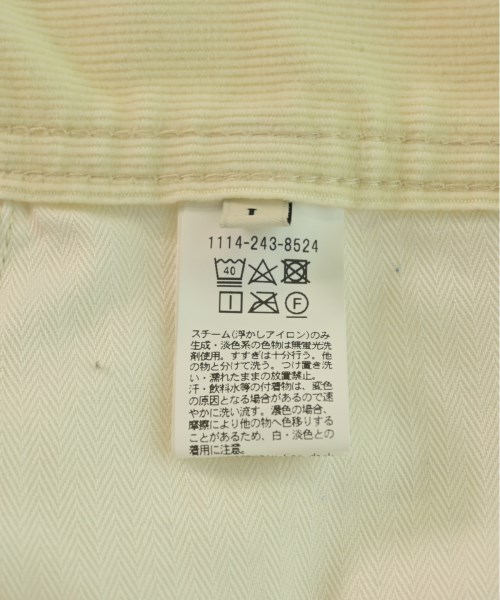 1114-243-8524
40
F
スチーム(浮かしアイロン)のみ
生成・淡色系の色物は無蛍光洗
剤使用。すすぎは十分行う。他
の物と分けて洗う。つけ置き洗
い・濡れたままの放置禁止。
汗・飲料水等の付着物は、変色
の原因となる場合があるので速
やかに洗い流す。濃色の場合、
摩擦により他の物へ色移りする
ことがあるため、白・淡色との
着用に注意。